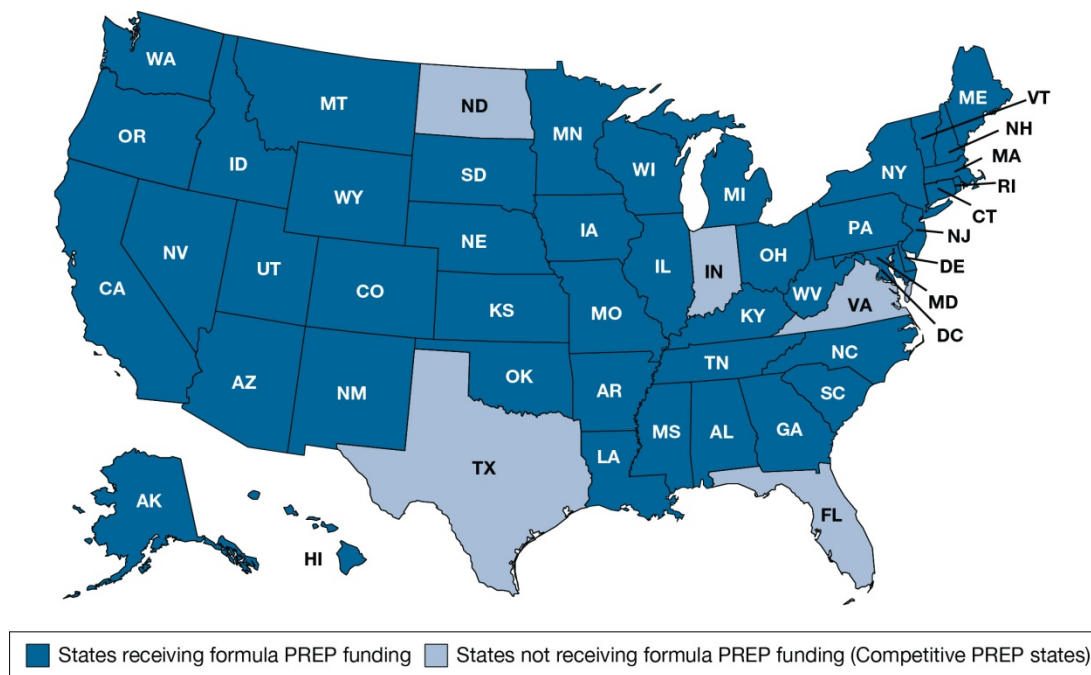 WA
MT
ND
MN
ME
VT
NH
MA
RI
CT
NJ
DE
MD
DC
OR
ID
WY
SD
WI
MI
NY
NV
UT
CO
NE
IA
IL
IN
OH
PA
CA
KS
MO
KY
WV
VA
AZ
NM
OK
AR
TN
NC
SC
TX
LA
MS
AL
GA
FL
AK
HI
States receiving formula PREP funding
States not receiving formula PREP funding (Competitive PREP states)